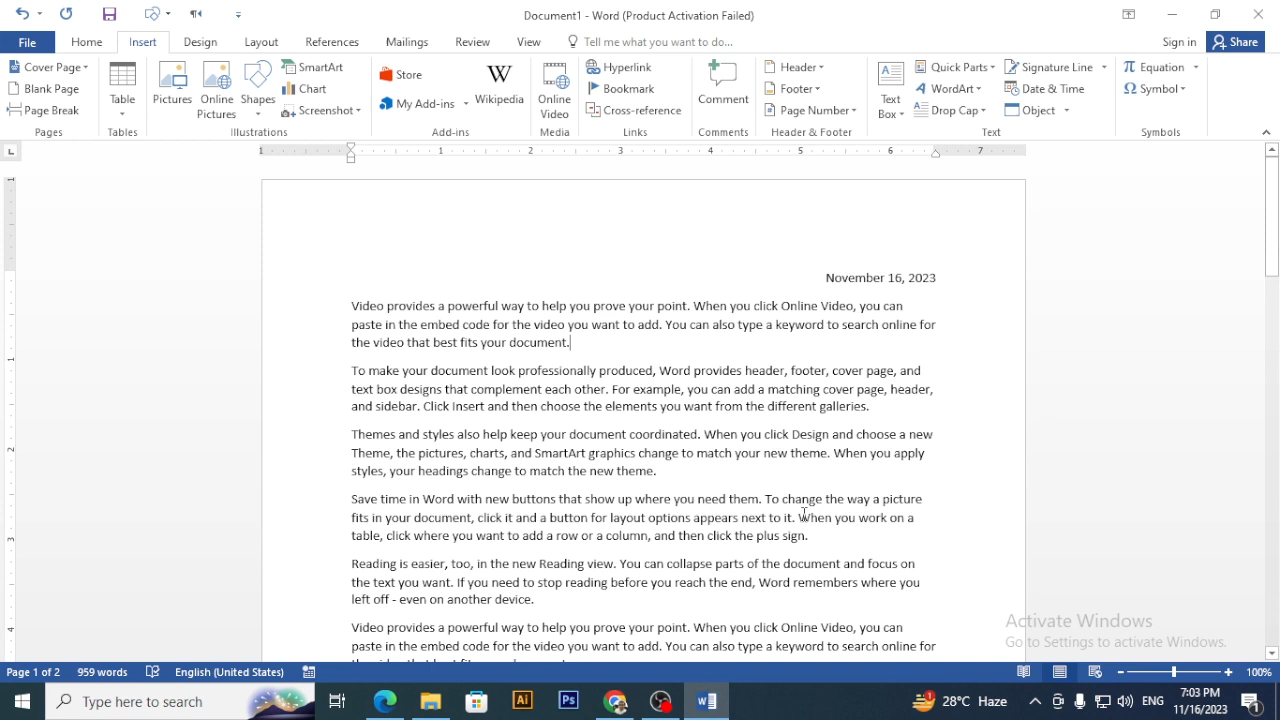 Document1 - Word (Product Activation Failed)
File Home Insert Design Layout References Mailings Review View Tell me what you want to do... Sign in Share
Cover Page
Blank Page
Page Break
Pages
Table
Tables
Pictures
Online Pictures
Shapes
SmartArt
Chart
Screenshot
Illustrations
Store
My Add-ins
Wikipedia
Add-ins
Online Video
Media
Hyperlink
Bookmark
Cross-reference
Links
Comment
Comments
Header
Footer
Page Number
Header & Footer
Text Box
Quick Parts
WordArt
Drop Cap
Signature Line
Date & Time
Object
Text
Equation
Symbol
Symbols
1 1 2 3 4 5 6 7
November 16, 2023
Video provides a powerful way to help you prove your point. When you click Online Video, you can
paste in the embed code for the video you want to add. You can also type a keyword to search online for
the video that best fits your document.
To make your document look professionally produced, Word provides header, footer, cover page, and
text box designs that complement each other. For example, you can add a matching cover page, header,
and sidebar. Click Insert and then choose the elements you want from the different galleries.
Themes and styles also help keep your document coordinated. When you click Design and choose a new
Theme, the pictures, charts, and SmartArt graphics change to match your new theme. When you apply
styles, your headings change to match the new theme.
Save time in Word with new buttons that show up where you need them. To change the way a picture
fits in your document, click it and a button for layout options appears next to it. When you work on a
table, click where you want to add a row or a column, and then click the plus sign.
Reading is easier, too, in the new Reading view. You can collapse parts of the document and focus on
the text you want. If you need to stop reading before you reach the end, Word remembers where you
left off - even on another device.
Video provides a powerful way to help you prove your point. When you click Online Video, you can
paste in the embed code for the video you want to add. You can also type a keyword to search online for
Activate Windows
Go to Settings to activate Windows.
Page 1 of 2 959 words English (United States) 100%
Type here to search
Ai Ps
28°C Haze
ENG
7:03 PM
11/16/2023